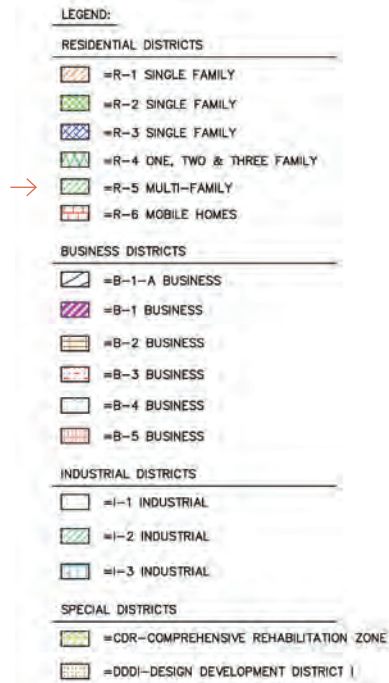 LEGEND:
RESIDENTIAL DISTRICTS
=R-1 SINGLE FAMILY
=R-2 SINGLE FAMILY
=R-3 SINGLE FAMILY
=R-4 ONE, TWO & THREE FAMILY
=R-5 MULTI-FAMILY
=R-6 MOBILE HOMES
BUSINESS DISTRICTS
=B-1-A BUSINESS
=B-1 BUSINESS
=B-2 BUSINESS
=B-3 BUSINESS
=B-4 BUSINESS
=B-5 BUSINESS
INDUSTRIAL DISTRICTS
=I-1 INDUSTRIAL
=I-2 INDUSTRIAL
=I-3 INDUSTRIAL
SPECIAL DISTRICTS
=CDR-COMPREHENSIVE REHABILITATION ZONE
=DDDI-DESIGN DEVELOPMENT DISTRICT I